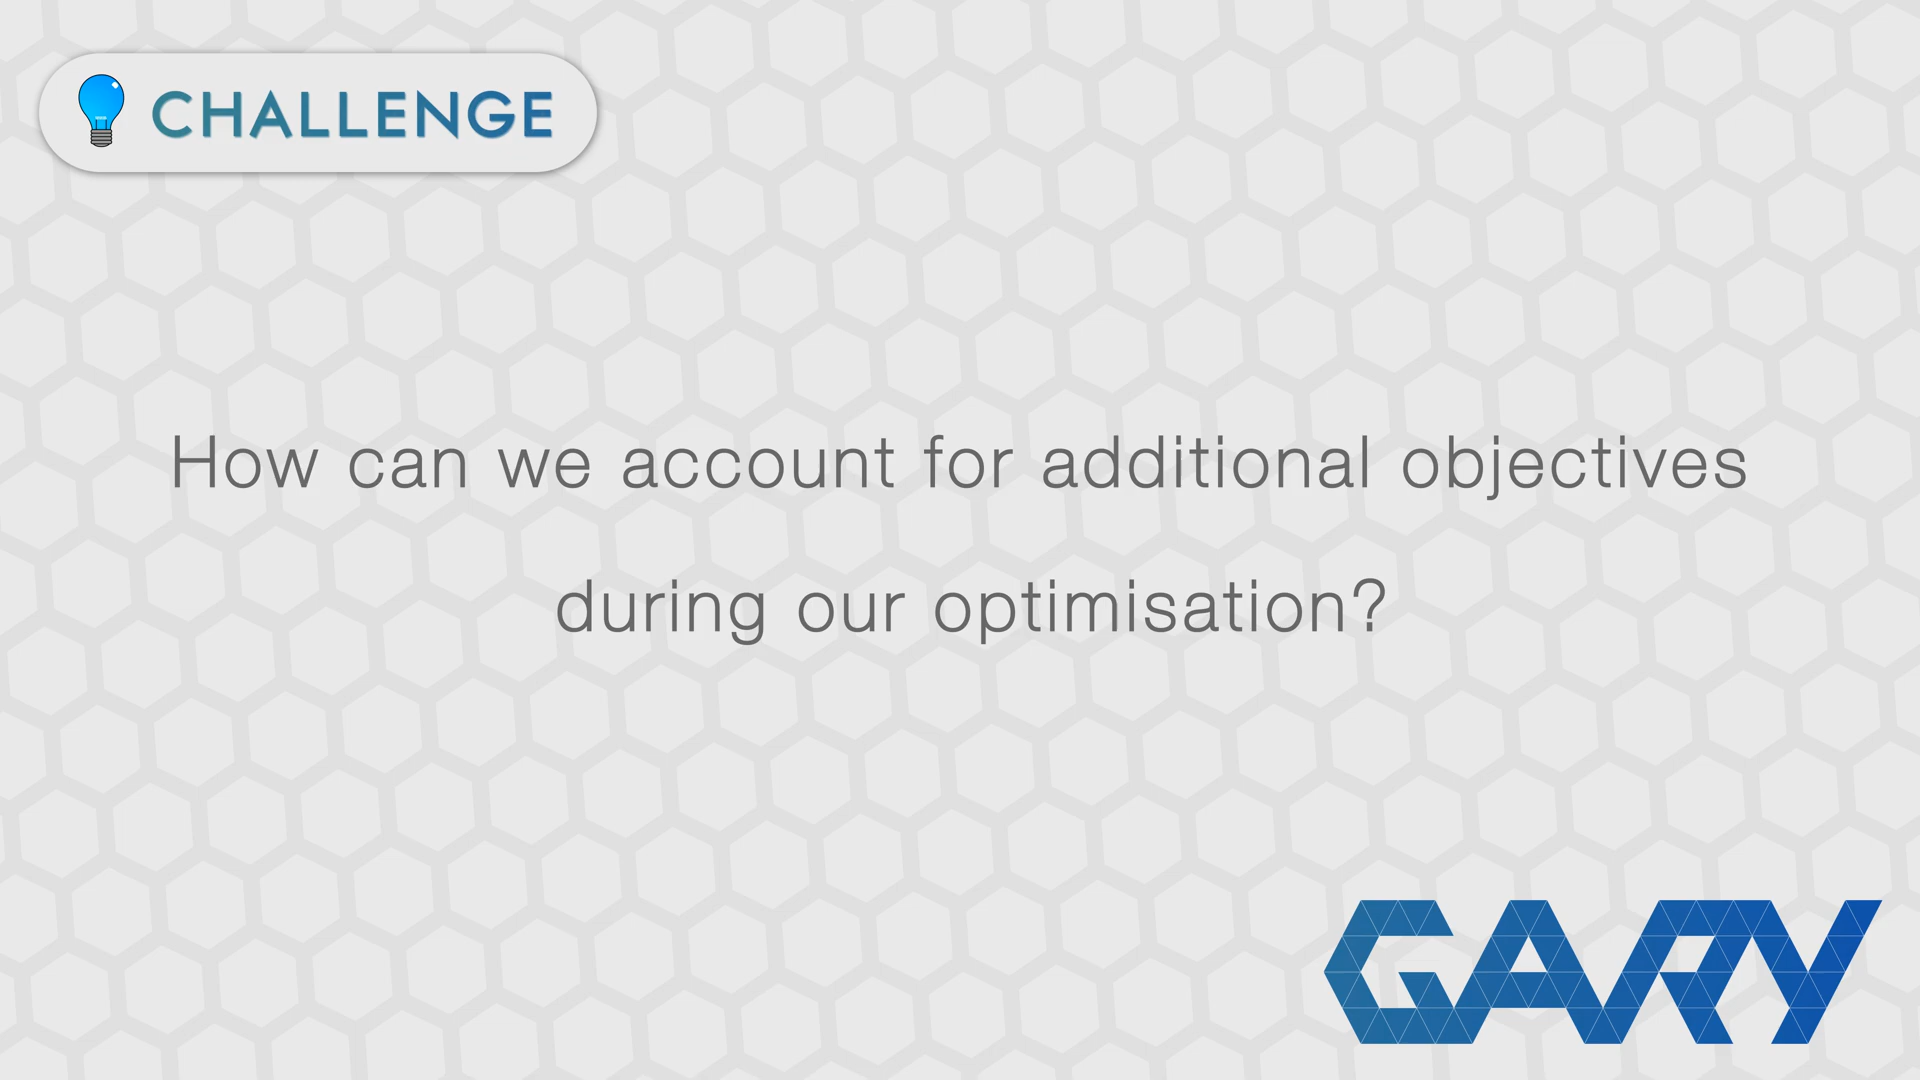 CHALLENGE
How can we account for additional objectives
during our optimisation?
GARY